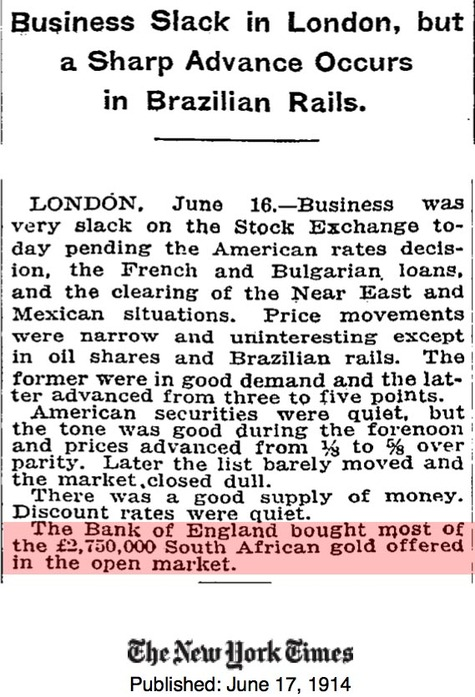 Business Slack in London, but
a Sharp Advance Occurs
in Brazilian Rails.
LONDON, June 16.—Business was
very slack on the Stock Exchange to-
day pending the American rates decis-
ion, the French and Bulgarian loans,
and the clearing of the Near East and
Mexican situations. Price movements
were narrow and uninteresting except
in oil shares and Brazilian rails. The
former were in good demand and the lat-
ter advanced from three to five points.
American securities were quiet, but
the tone was good during the forenoon
and prices advanced from ⅛ to ⅝ over
parity. Later the list barely moved and
the market closed dull.
There was a good supply of money.
Discount rates were quiet.
The Bank of England bought most of
the £2,750,000 South African gold offered
in the open market.
The New York Times
Published: June 17, 1914